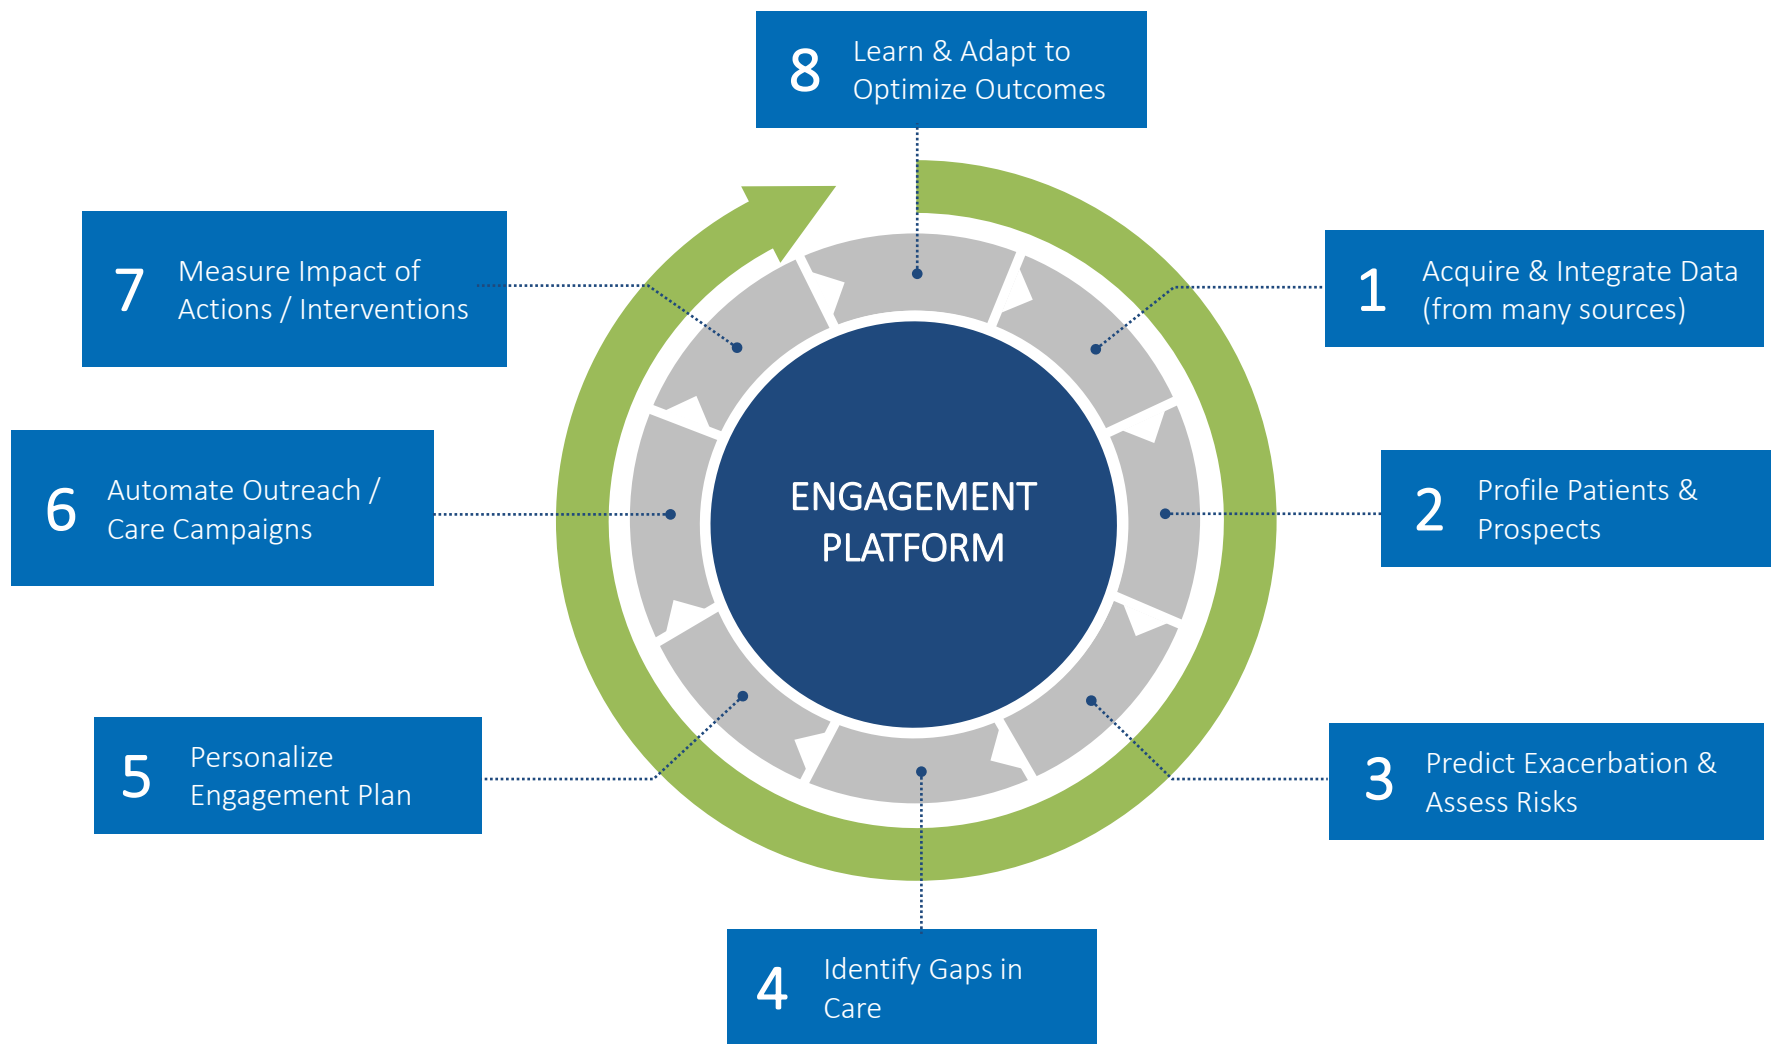 8
Learn & Adapt to
Optimize Outcomes
1
Acquire & Integrate Data
(from many sources)
2
Profile Patients &
Prospects
3
Predict Exacerbation &
Assess Risks
4
Identify Gaps in
Care
5
Personalize
Engagement Plan
6
Automate Outreach /
Care Campaigns
7
Measure Impact of
Actions / Interventions
ENGAGEMENT
PLATFORM